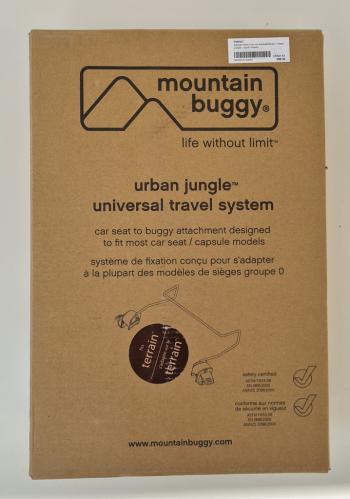 mountain
buggy®
life without limit™
urban jungle™
universal travel system
car seat to buggy attachment designed
to fit most car seat / capsule models
système de fixation conçu pour s'adapter
à la plupart des modèles de sièges groupe 0
terrain™
terrain™
safety certified
conforme aux normes
de sécurité en vigueur
www.mountainbuggy.com